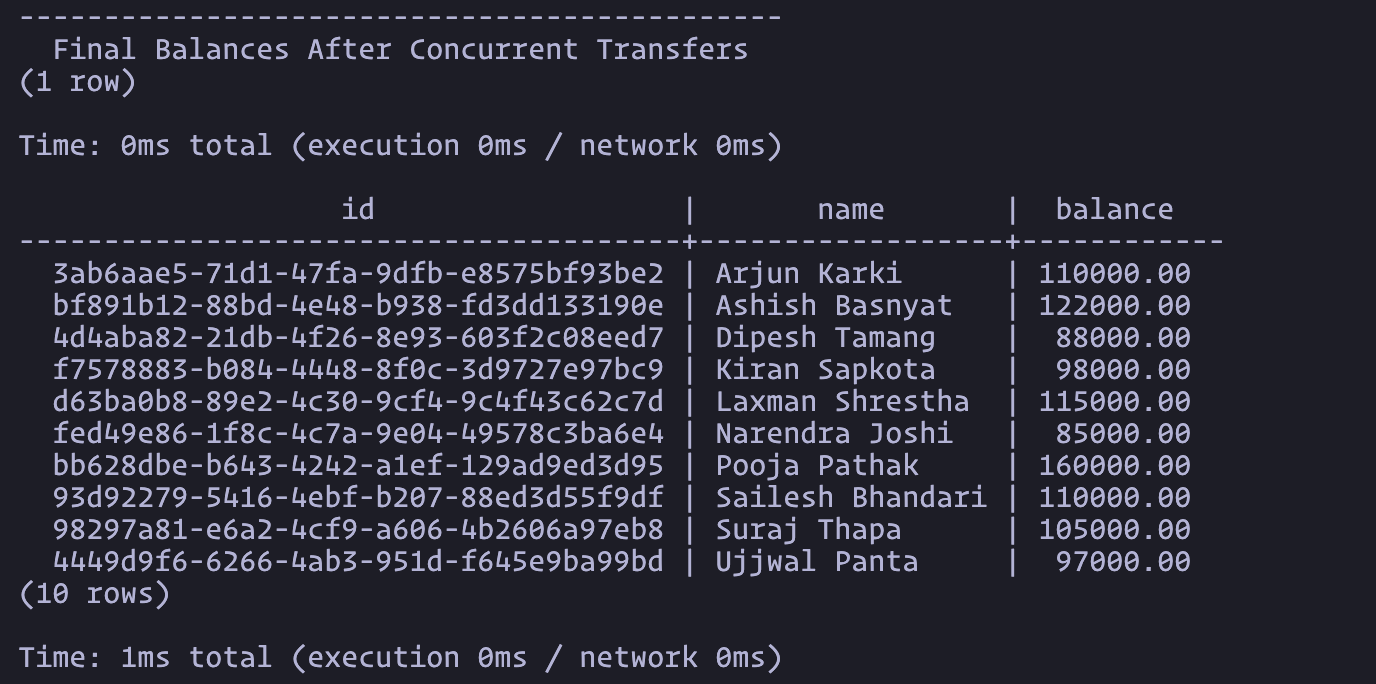 ---------------------------------------------
  Final Balances After Concurrent Transfers
(1 row)

Time: 0ms total (execution 0ms / network 0ms)

                   id                   |       name       |  balance
---------------------------------------+------------------+------------
  3ab6aae5-71d1-47fa-9dfb-e8575bf93be2 | Arjun Karki      | 110000.00
  bf891b12-88bd-4e48-b938-fd3dd133190e | Ashish Basnyat   | 122000.00
  4d4aba82-21db-4f26-8e93-603f2c08eed7 | Dipesh Tamang    |  88000.00
  f7578883-b084-4448-8f0c-3d9727e97bc9 | Kiran Sapkota    |  98000.00
  d63ba0b8-89e2-4c30-9cf4-9c4f43c62c7d | Laxman Shrestha  | 115000.00
  fed49e86-1f8c-4c7a-9e04-49578c3ba6e4 | Narendra Joshi   |  85000.00
  bb628dbe-b643-4242-a1ef-129ad9ed3d95 | Pooja Pathak     | 160000.00
  93d92279-5416-4ebf-b207-88ed3d55f9df | Sailesh Bhandari | 110000.00
  98297a81-e6a2-4cf9-a606-4b2606a97eb8 | Suraj Thapa      | 105000.00
  4449d9f6-6266-4ab3-951d-f645e9ba99bd | Ujjwal Panta     |  97000.00
(10 rows)

Time: 1ms total (execution 0ms / network 0ms)